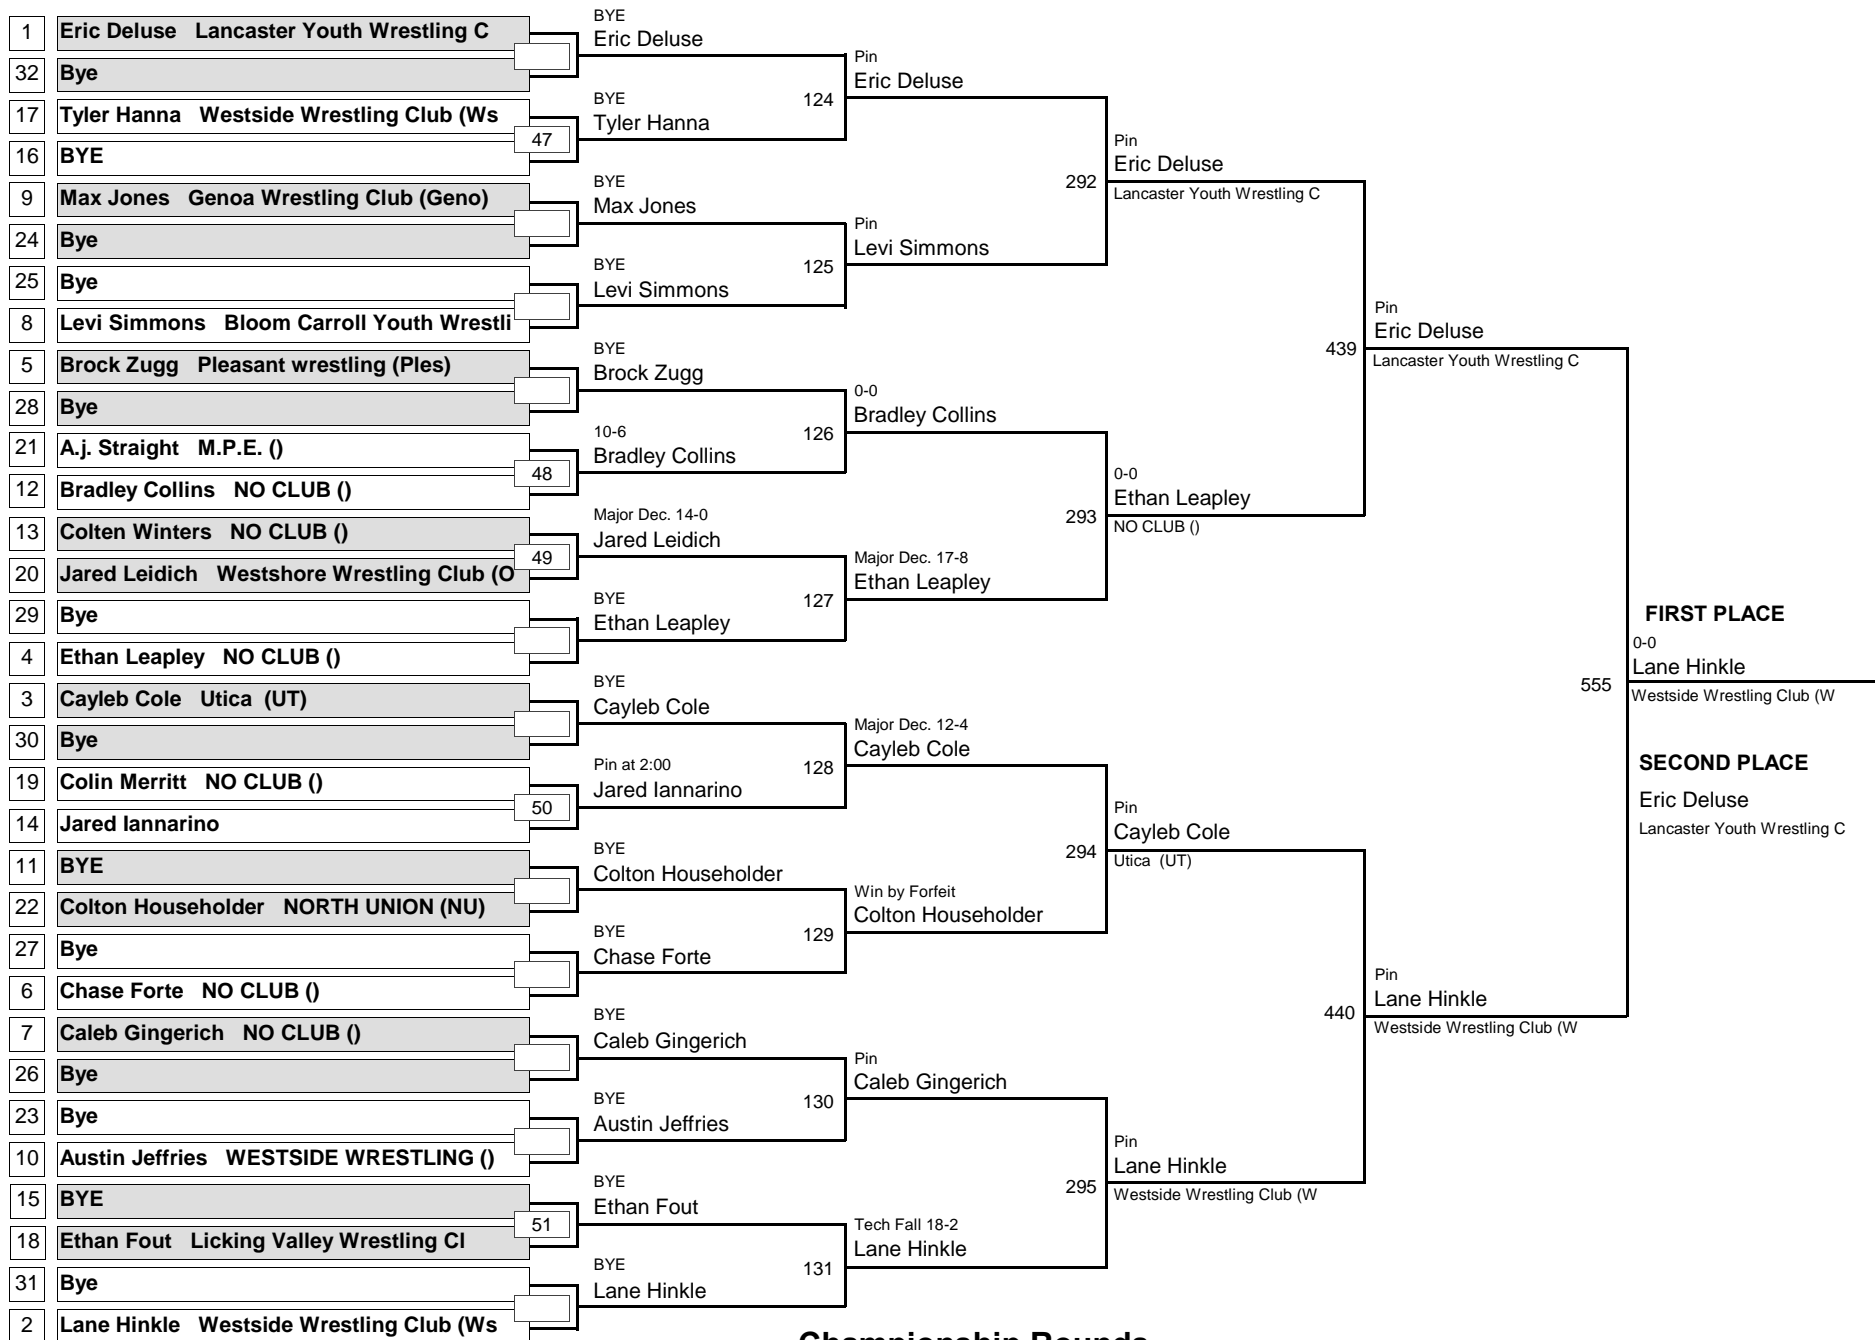 1 Eric Deluse Lancaster Youth Wrestling C
32 Bye
17 Tyler Hanna Westside Wrestling Club (Ws
16 BYE
47
9 Max Jones Genoa Wrestling Club (Geno)
24 Bye
25 Bye
8 Levi Simmons Bloom Carroll Youth Wrestli
5 Brock Zugg Pleasant wrestling (Ples)
28 Bye
21 A.j. Straight M.P.E. ()
12 Bradley Collins NO CLUB ()
48
13 Colten Winters NO CLUB ()
20 Jared Leidich Westshore Wrestling Club (O
49
29 Bye
4 Ethan Leapley NO CLUB ()
3 Cayleb Cole Utica (UT)
30 Bye
19 Colin Merritt NO CLUB ()
14 Jared Iannarino
50
11 BYE
22 Colton Householder NORTH UNION (NU)
27 Bye
6 Chase Forte NO CLUB ()
7 Caleb Gingerich NO CLUB ()
26 Bye
23 Bye
10 Austin Jeffries WESTSIDE WRESTLING ()
15 BYE
18 Ethan Fout Licking Valley Wrestling Cl
51
31 Bye
2 Lane Hinkle Westside Wrestling Club (Ws
BYE
Eric Deluse
BYE
Tyler Hanna
124
BYE
Max Jones
BYE
Levi Simmons
125
BYE
Brock Zugg
10-6
Bradley Collins
126
Major Dec. 14-0
Jared Leidich
BYE
Ethan Leapley
127
BYE
Cayleb Cole
Pin at 2:00
Jared Iannarino
128
BYE
Colton Householder
BYE
Chase Forte
129
BYE
Caleb Gingerich
BYE
Austin Jeffries
130
BYE
Ethan Fout
BYE
Lane Hinkle
131
Pin
Eric Deluse
Pin
Levi Simmons
292
0-0
Bradley Collins
Major Dec. 17-8
Ethan Leapley
293
Major Dec. 12-4
Cayleb Cole
Win by Forfeit
Colton Householder
294
Pin
Caleb Gingerich
Tech Fall 18-2
Lane Hinkle
295
Pin
Eric Deluse
Lancaster Youth Wrestling C
0-0
Ethan Leapley
NO CLUB ()
439
Pin
Cayleb Cole
Utica (UT)
Pin
Lane Hinkle
Westside Wrestling Club (W
440
Pin
Eric Deluse
Lancaster Youth Wrestling C
Pin
Lane Hinkle
Westside Wrestling Club (W
555
FIRST PLACE
0-0
Lane Hinkle
Westside Wrestling Club (W
SECOND PLACE
Eric Deluse
Lancaster Youth Wrestling C
Championship Rounds